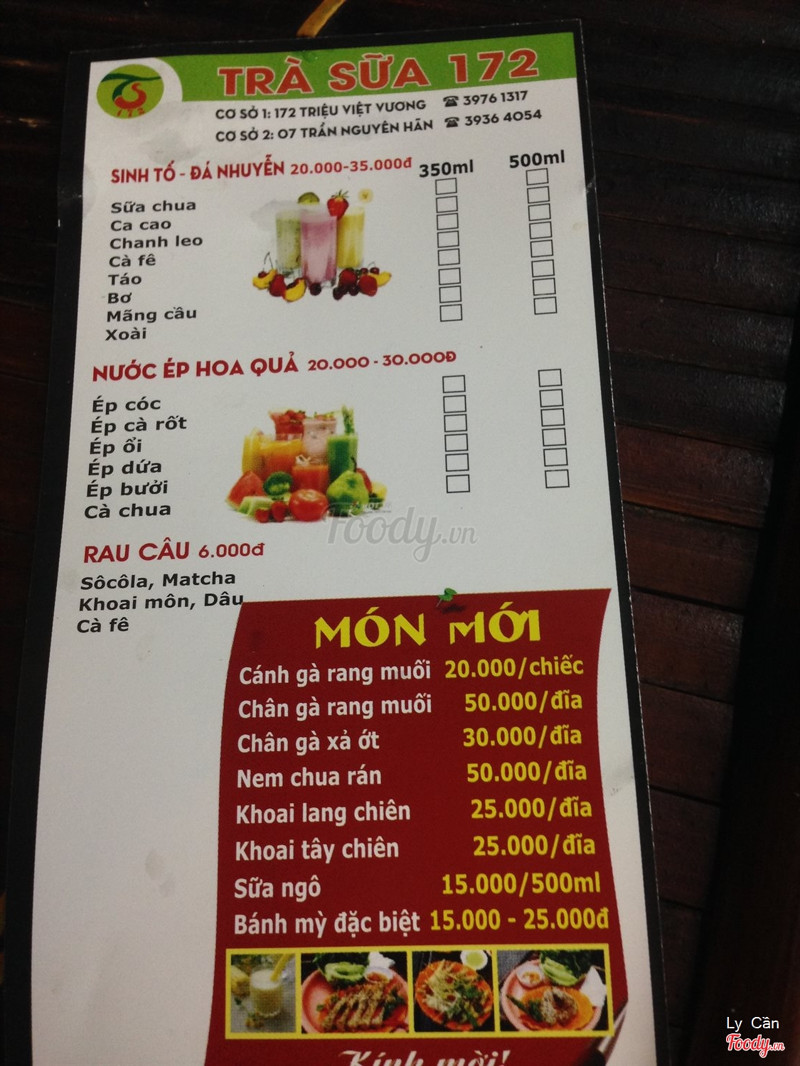 TS
172
TRÀ SỮA 172
CƠ SỞ 1: 172 TRIỆU VIỆT VƯƠNG ☎ 3976 1317
CƠ SỞ 2: 07 TRẦN NGUYÊN HÃN ☎ 3936 4054
SINH TỐ - ĐÁ NHUYỄN 20.000-35.000đ 350ml 500ml
Sữa chua
Ca cao
Chanh leo
Cà fê
Táo
Bơ
Mãng cầu
Xoài
NƯỚC ÉP HOA QUẢ 20.000 - 30.000Đ
Ép cóc
Ép cà rốt
Ép ổi
Ép dứa
Ép bưởi
Cà chua
Foody.vn
RAU CÂU 6.000đ
Sôcôla, Matcha
Khoai môn, Dâu
Cà fê
MÓN MỚI
Cánh gà rang muối 20.000/chiếc
Chân gà rang muối 50.000/đĩa
Chân gà xả ớt 30.000/đĩa
Nem chua rán 50.000/đĩa
Khoai lang chiên 25.000/đĩa
Khoai tây chiên 25.000/đĩa
Sữa ngô 15.000/500ml
Bánh mỳ đặc biệt 15.000 - 25.000đ
Kính mời!
Ly Cần
Foody.vn